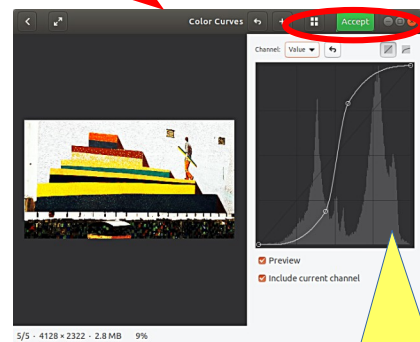 Color Curves
Accept
Channel: Value
Preview
Include current channel
5/5 · 4128 × 2322 · 2.8 MB 9%